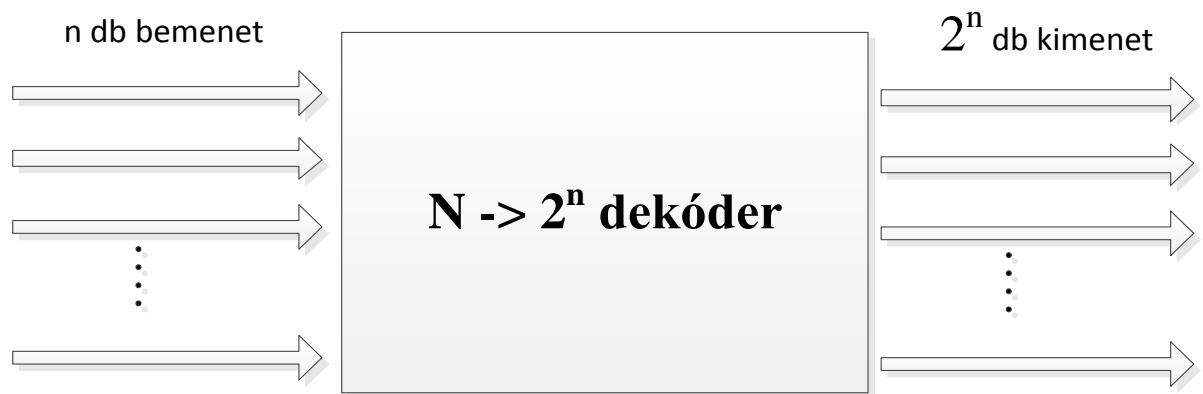 n db bemenet
2ⁿ db kimenet
N -> 2ⁿ dekóder